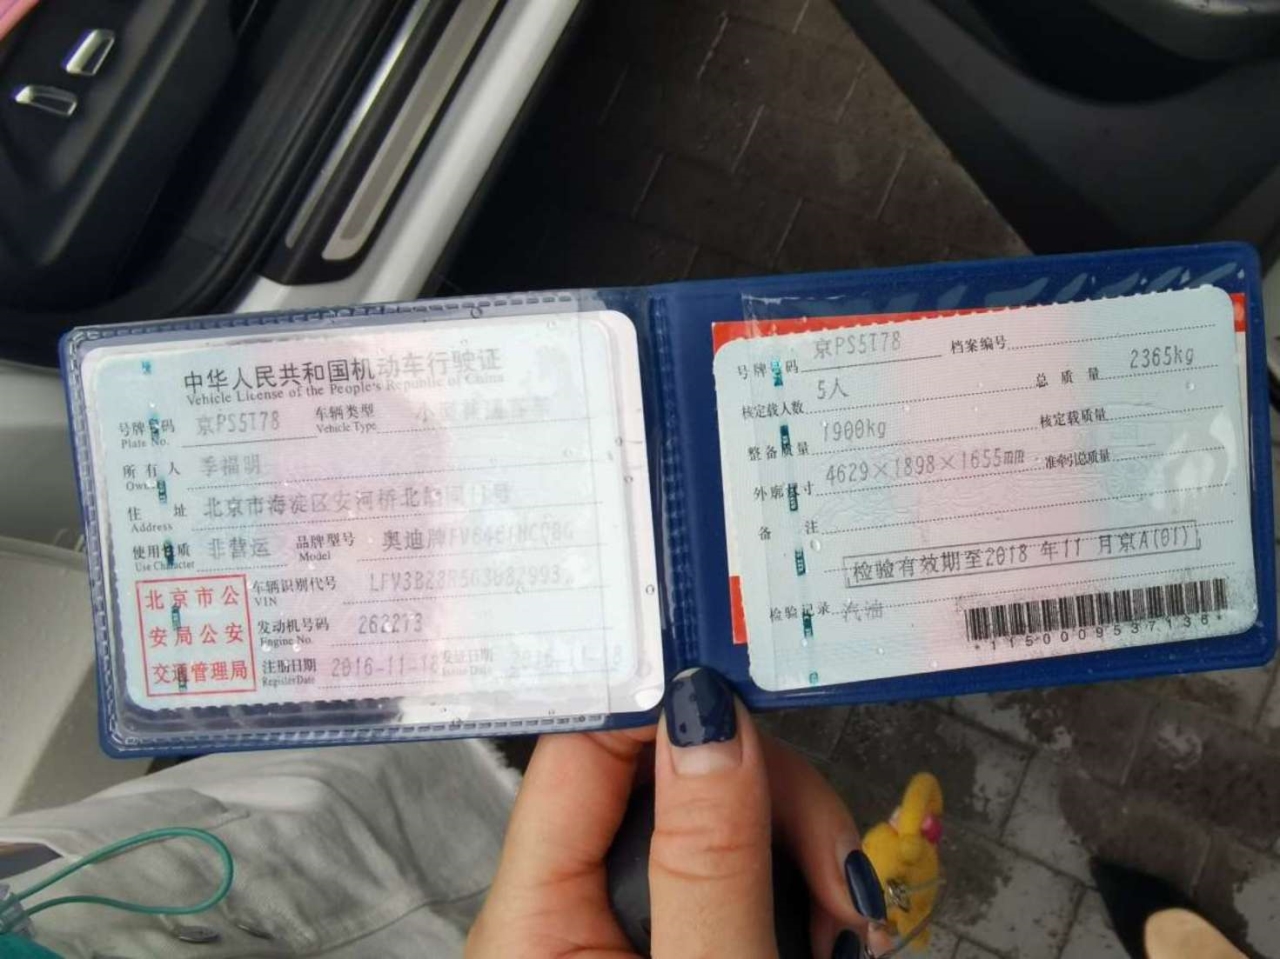 中华人民共和国机动车行驶证
Vehicle License of the People's Republic of China
号牌号码 京PS5T78 车辆类型 小型普通客车
Plate No. Vehicle Type
所有人 季福明
Owner
住 址 北京市海淀区安河桥北
Address
使用性质 非营运 品牌型号 奥迪牌
Use Character Model
北京市公安局公安交通管理局
车辆识别代号
VIN
发动机号码 262213
Engine No.
注册日期 2016-11-18 发证日期
Register Date Issue Date
号牌号码 京PS5T78 档案编号
核定载人数 5人 总质量 2365kg
整备质量 1900kg 核定载质量
外廓尺寸 4629×1898×1655mm 准牵引总质量
备 注
检验有效期至2018年11月京A(01)
检验记录 汽油
*1150009537136*